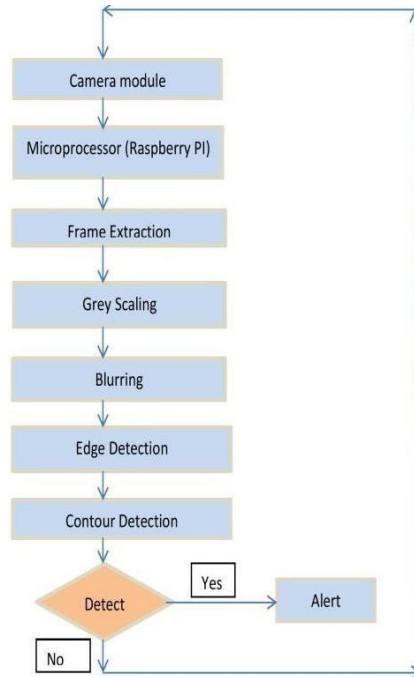 Camera module
Microprocessor (Raspberry PI)
Frame Extraction
Grey Scaling
Blurring
Edge Detection
Contour Detection
Detect
Yes
Alert
No